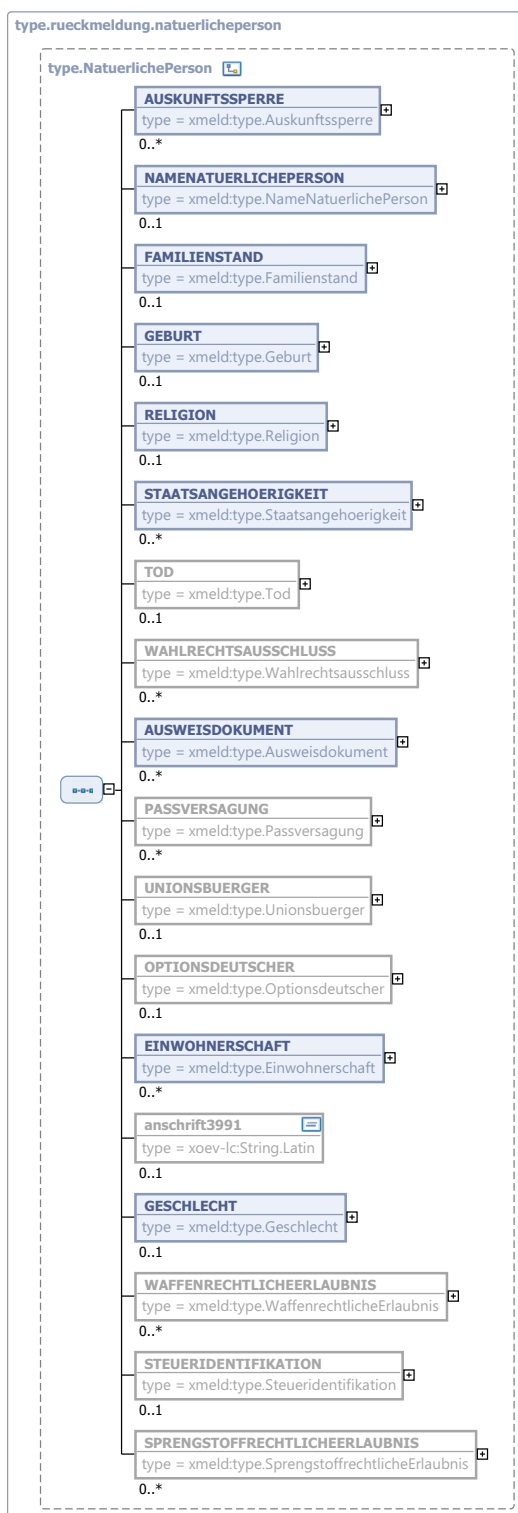 type.rueckmeldung.natuerlicheperson
type.NatuerlichePerson
AUSKUNFTSSPERRE
type = xmeld:type.Auskunftssperre
0..*
NAMENATUERLICHEPERSON
type = xmeld:type.NameNatuerlichePerson
0..1
FAMILIENSTAND
type = xmeld:type.Familienstand
0..1
GEBURT
type = xmeld:type.Geburt
0..1
RELIGION
type = xmeld:type.Religion
0..1
STAATSANGEHOERIGKEIT
type = xmeld:type.Staatsangehoerigkeit
0..*
TOD
type = xmeld:type.Tod
0..1
WAHLRECHTSAUSSCHLUSS
type = xmeld:type.Wahlrechtsausschluss
0..*
AUSWEISDOKUMENT
type = xmeld:type.Ausweisdokument
0..*
PASSVERSAGUNG
type = xmeld:type.Passversagung
0..*
UNIONSBUERGER
type = xmeld:type.Unionsbuerger
0..1
OPTIONSDEUTSCHER
type = xmeld:type.Optionsdeutscher
0..1
EINWOHNERSCHAFT
type = xmeld:type.Einwohnerschaft
0..*
anschrift3991
type = xoev-lc:String.Latin
0..1
GESCHLECHT
type = xmeld:type.Geschlecht
0..1
WAFFENRECHTLICHEERLAUBNIS
type = xmeld:type.WaffenrechtlicheErlaubnis
0..*
STEUERIDENTIFIKATION
type = xmeld:type.Steueridentifikation
0..1
SPRENGSTOFFRECHTLICHEERLAUBNIS
type = xmeld:type.SprengstoffrechtlicheErlaubnis
0..*